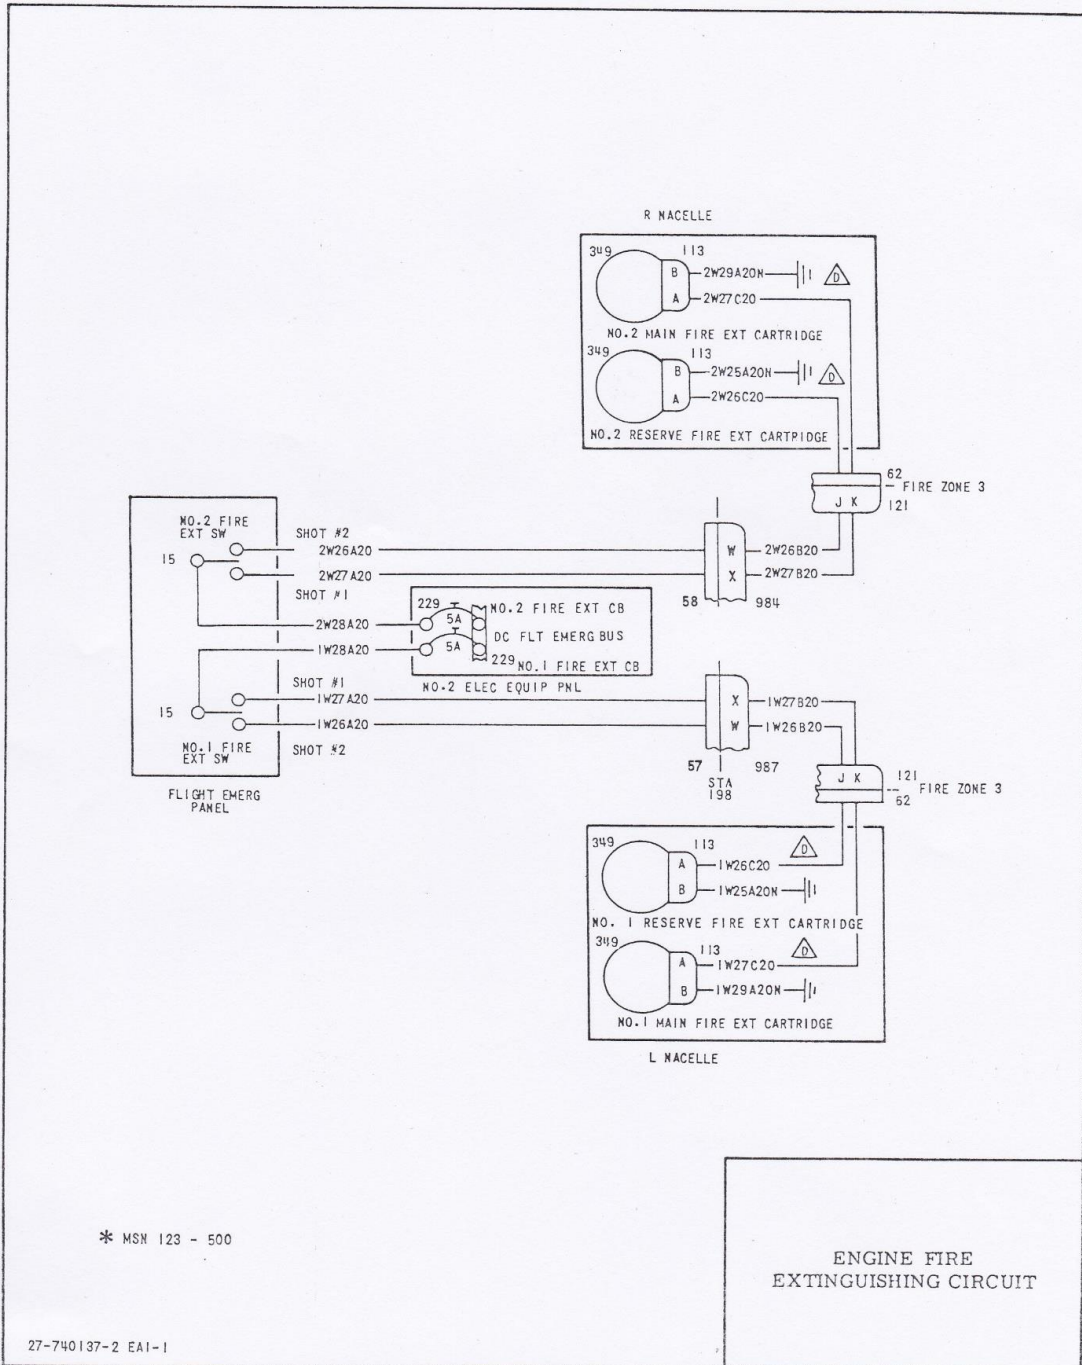 R NACELLE
349
113
B
2W29A20N
D
A
2W27C20
NO.2 MAIN FIRE EXT CARTRIDGE
349
113
B
2W25A20N
D
A
2W26C20
NO.2 RESERVE FIRE EXT CARTRIDGE
62
FIRE ZONE 3
J K
121
NO.2 FIRE
EXT SW
15
SHOT #2
2W26A20
W
2W26B20
2W27A20
X
2W27B20
SHOT #1
58
984
229
NO.2 FIRE EXT CB
5A
2W28A20
DC FLT EMERG BUS
1W28A20
5A
229
NO.1 FIRE EXT CB
NO.2 ELEC EQUIP PNL
SHOT #1
1W27A20
X
1W27B20
15
1W26A20
W
1W26B20
NO.1 FIRE
EXT SW
SHOT #2
57
987
STA
198
J K
121
FIRE ZONE 3
62
FLIGHT EMERG
PANEL
349
113
D
A
1W26C20
B
1W25A20N
NO. 1 RESERVE FIRE EXT CARTRIDGE
349
113
D
A
1W27C20
B
1W29A20N
NO.1 MAIN FIRE EXT CARTRIDGE
L NACELLE
* MSN 123 - 500
ENGINE FIRE
EXTINGUISHING CIRCUIT
27-740137-2 EA1-1